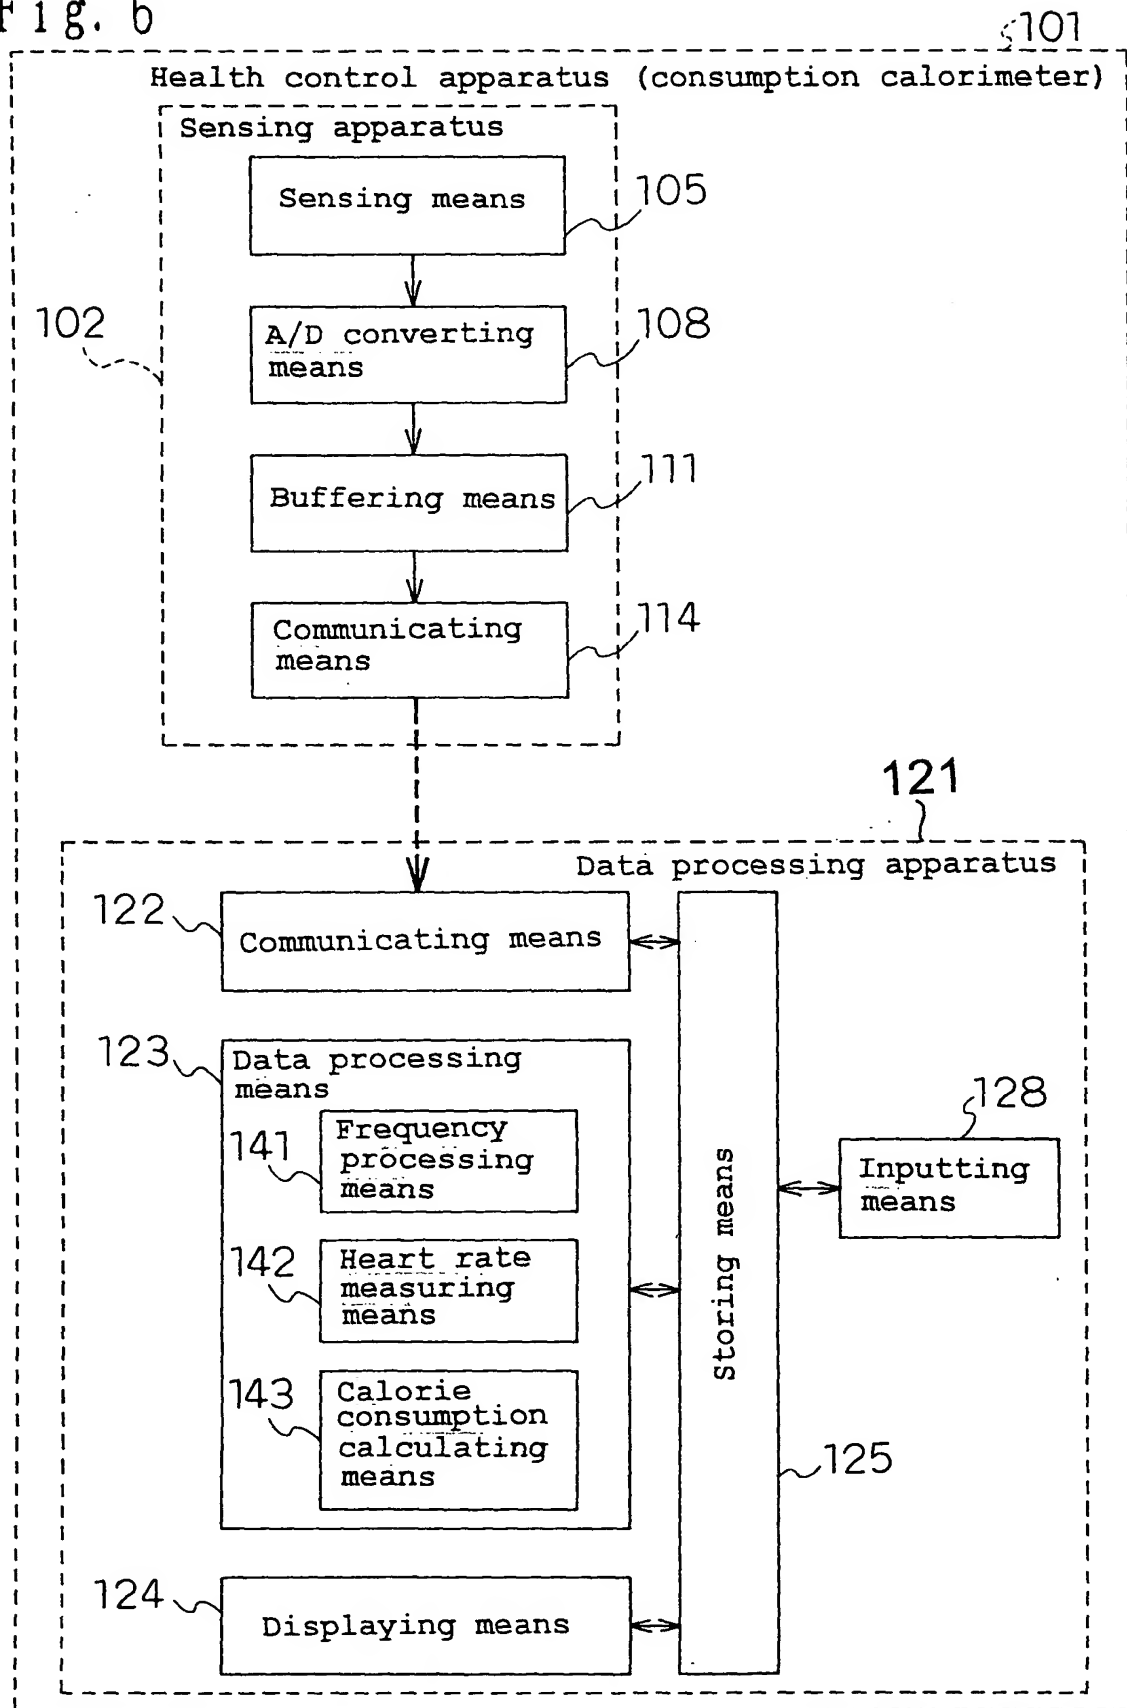 Fig. 6
101
Health control apparatus (consumption calorimeter)
Sensing apparatus
Sensing means
105
102
A/D converting
means
108
Buffering means
111
Communicating
means
114
121
Data processing apparatus
122
Communicating means
123
Data processing
means
141
Frequency
processing
means
142
Heart rate
measuring
means
143
Calorie
consumption
calculating
means
Storing means
128
Inputting
means
125
124
Displaying means